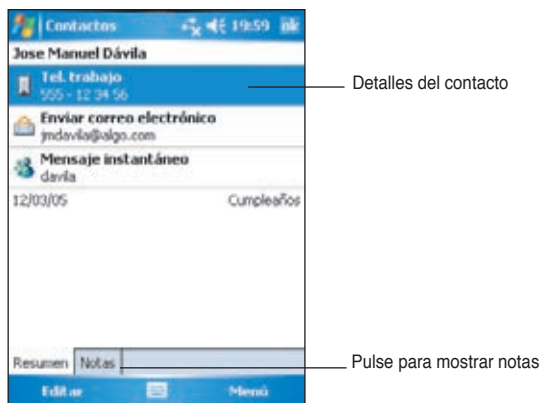 Contactos 19:59 ok
Jose Manuel Dávila
Tel. trabajo
555 - 12 34 56
Detalles del contacto
Enviar correo electrónico
jmdavila@algo.com
Mensaje instantáneo
davila
12/03/05 Cumpleaños
Resumen Notas
Pulse para mostrar notas
Editar Menú